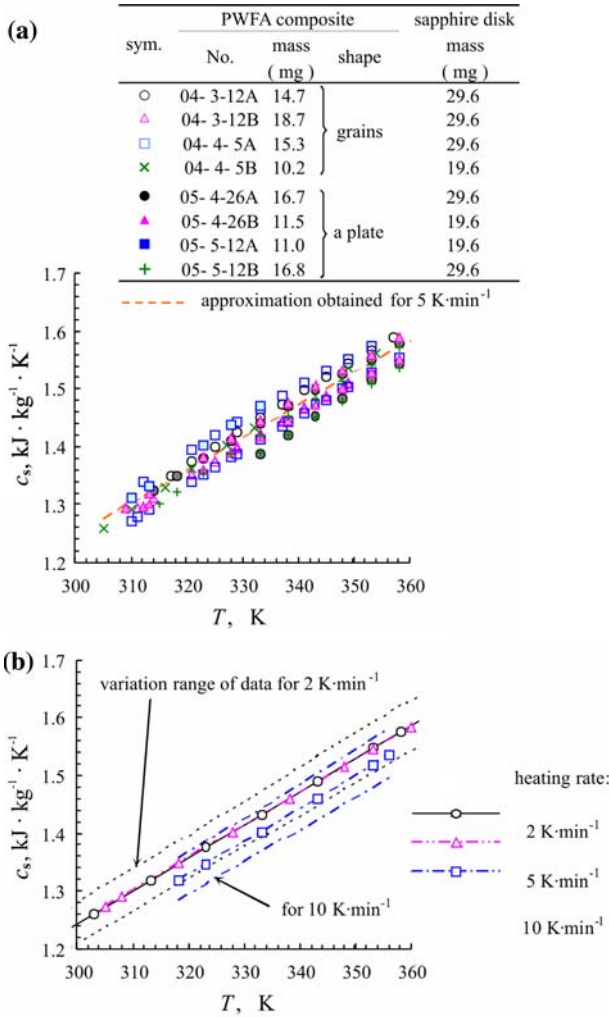 (a)
PWFA composite sapphire disk
sym. No. mass shape mass
( mg ) ( mg )
04- 3-12A 14.7 29.6
04- 3-12B 18.7 29.6
grains
04- 4- 5A 15.3 29.6
04- 4- 5B 10.2 19.6
05- 4-26A 16.7 29.6
05- 4-26B 11.5 19.6
a plate
05- 5-12A 11.0 19.6
05- 5-12B 16.8 29.6
approximation obtained for 5 K·min⁻¹
1.7
1.6
1.5
1.4
1.3
1.2
cₛ, kJ · kg⁻¹ · K⁻¹
300 310 320 330 340 350 360
T, K
(b)
1.7
1.6
1.5
1.4
1.3
1.2
cₛ, kJ · kg⁻¹ · K⁻¹
variation range of data for 2 K·min⁻¹
for 10 K·min⁻¹
300 310 320 330 340 350 360
T, K
heating rate:
2 K·min⁻¹
5 K·min⁻¹
10 K·min⁻¹